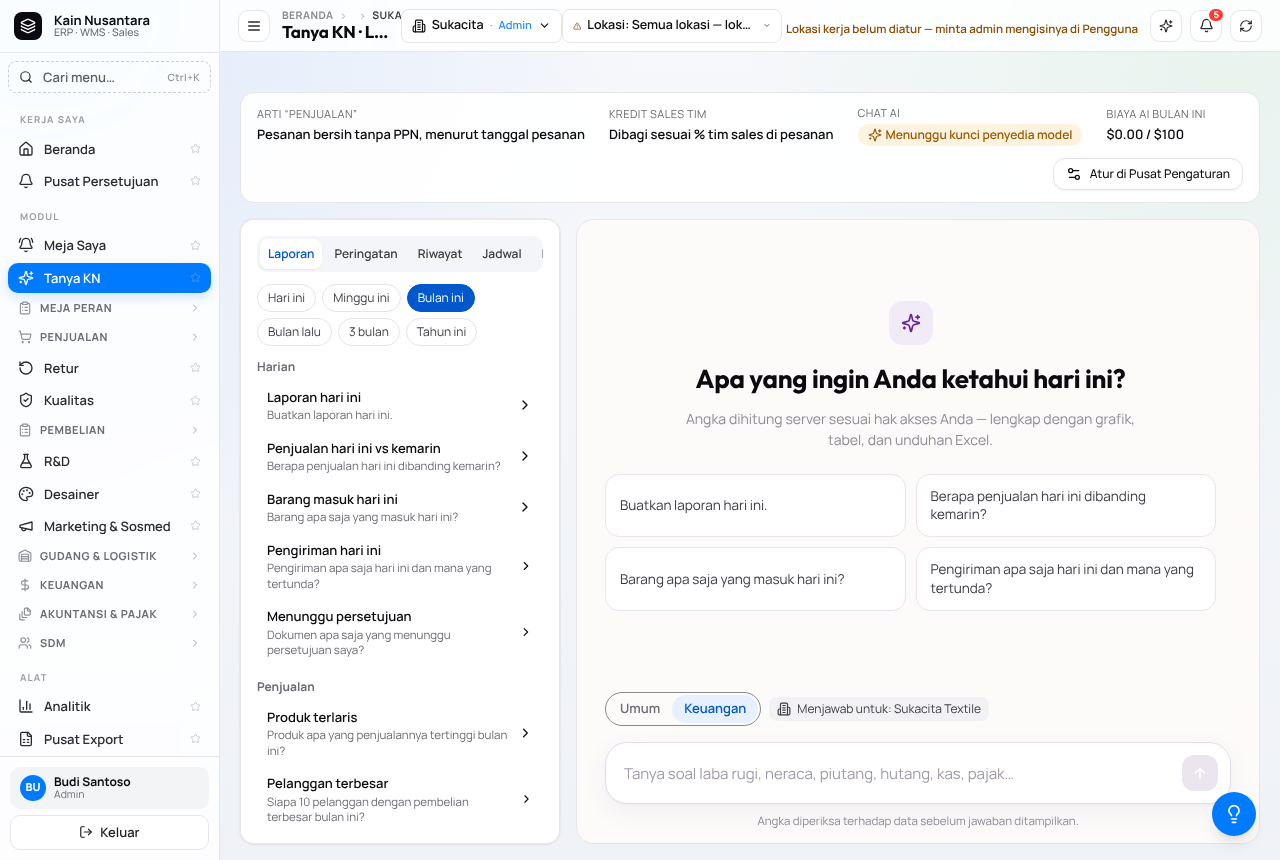 Kain Nusantara
ERP · WMS · Sales
Cari menu... Ctrl+K
KERJA SAYA
Beranda
Pusat Persetujuan
MODUL
Meja Saya
Tanya KN
MEJA PERAN
PENJUALAN
Retur
Kualitas
PEMBELIAN
R&D
Desainer
Marketing & Sosmed
GUDANG & LOGISTIK
KEUANGAN
AKUNTANSI & PAJAK
SDM
ALAT
Analitik
Pusat Export
BU
Budi Santoso
Admin
Keluar
BERANDA SUKA
Tanya KN · L...
Sukacita · Admin
Lokasi: Semua lokasi — lok...
Lokasi kerja belum diatur — minta admin mengisinya di Pengguna
5
ARTI "PENJUALAN"
Pesanan bersih tanpa PPN, menurut tanggal pesanan
KREDIT SALES TIM
Dibagi sesuai % tim sales di pesanan
CHAT AI
Menunggu kunci penyedia model
BIAYA AI BULAN INI
$0.00 / $100
Atur di Pusat Pengaturan
Laporan Peringatan Riwayat Jadwal
Hari ini Minggu ini Bulan ini
Bulan lalu 3 bulan Tahun ini
Harian
Laporan hari ini
Buatkan laporan hari ini.
Penjualan hari ini vs kemarin
Berapa penjualan hari ini dibanding kemarin?
Barang masuk hari ini
Barang apa saja yang masuk hari ini?
Pengiriman hari ini
Pengiriman apa saja hari ini dan mana yang
tertunda?
Menunggu persetujuan
Dokumen apa saja yang menunggu
persetujuan saya?
Penjualan
Produk terlaris
Produk apa yang penjualannya tertinggi bulan
ini?
Pelanggan terbesar
Siapa 10 pelanggan dengan pembelian
terbesar bulan ini?
Apa yang ingin Anda ketahui hari ini?
Angka dihitung server sesuai hak akses Anda — lengkap dengan grafik,
tabel, dan unduhan Excel.
Buatkan laporan hari ini.
Berapa penjualan hari ini dibanding
kemarin?
Barang apa saja yang masuk hari ini?
Pengiriman apa saja hari ini dan mana yang
tertunda?
Umum Keuangan
Menjawab untuk: Sukacita Textile
Tanya soal laba rugi, neraca, piutang, hutang, kas, pajak...
Angka diperiksa terhadap data sebelum jawaban ditampilkan.